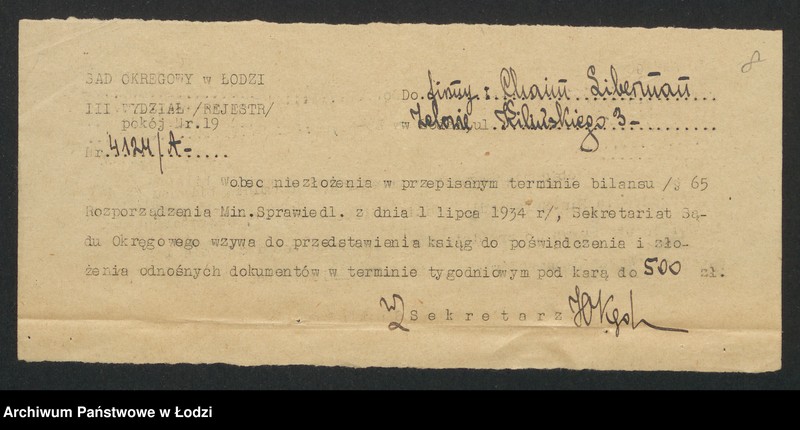 8
SAD OKRĘGOWY w ŁODZI
III WYDZIAŁ /REJESTR/
pokój Nr.19
Nr. 4124/A-
Do firmy: Chaim Liberman
w Zelowie ul. Kilińskiego 3-
Wobec niezłożenia w przepisanym terminie bilansu /§ 65
Rozporządzenia Min.Sprawiedl. z dnia 1 lipca 1934 r/, Sekretariat Są-
du Okręgowego wzywa do przedstawienia ksiąg do poświadczenia i zło-
żenia odnośnych dokumentów w terminie tygodniowym pod karą do 500 zł.
Sekretarz
Archiwum Państwowe w Łodzi